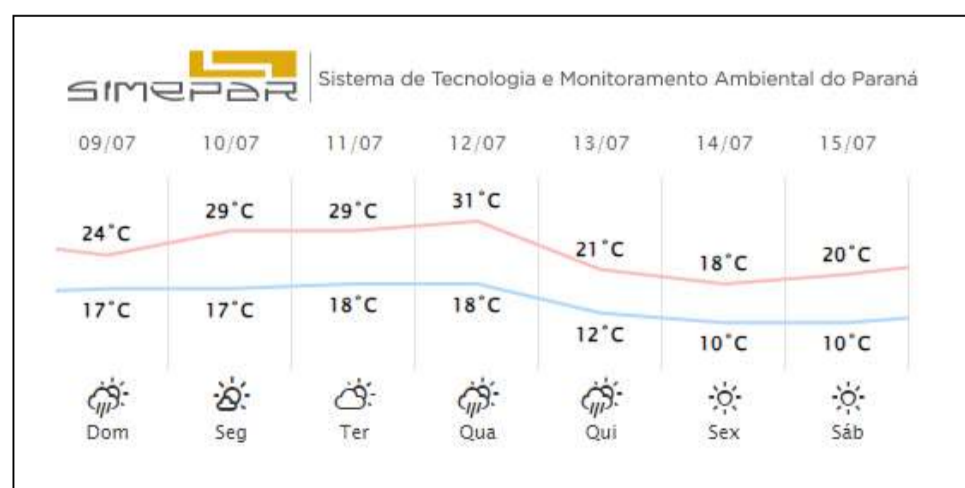 SIMEPAR
Sistema de Tecnologia e Monitoramento Ambiental do Paraná
09/07 10/07 11/07 12/07 13/07 14/07 15/07
24°C 29°C 29°C 31°C 21°C 18°C 20°C
17°C 17°C 18°C 18°C 12°C 10°C 10°C
Dom Seg Ter Qua Qui Sex Sáb